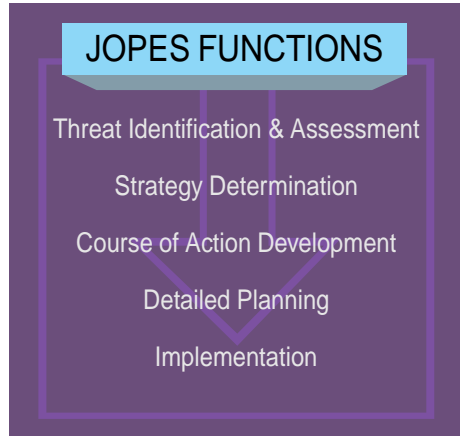 JOPES FUNCTIONS
Threat Identification & Assessment
Strategy Determination
Course of Action Development
Detailed Planning
Implementation